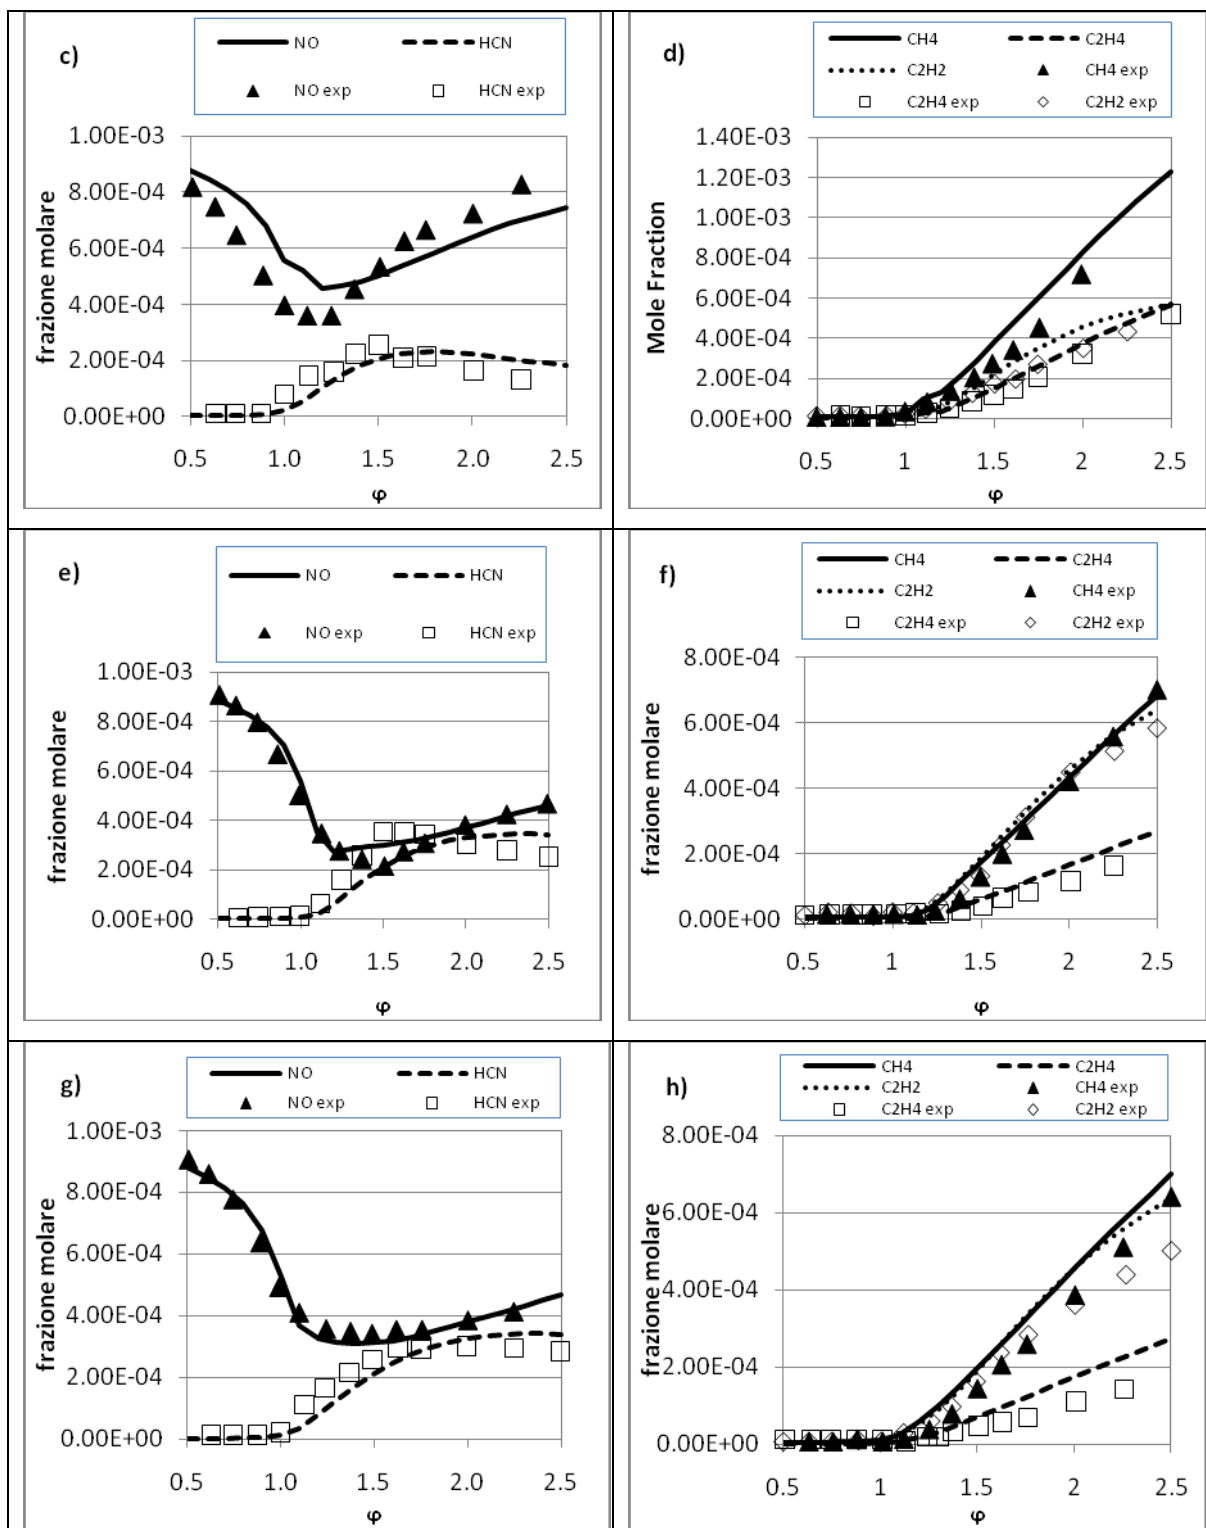 c)
NO HCN
NO exp HCN exp
1.00E-03
8.00E-04
6.00E-04
4.00E-04
2.00E-04
0.00E+00
frazione molare
0.5 1.0 1.5 2.0 2.5
φ
d)
CH4 C2H4
C2H2 CH4 exp
C2H4 exp C2H2 exp
1.40E-03
1.20E-03
1.00E-03
8.00E-04
6.00E-04
4.00E-04
2.00E-04
0.00E+00
Mole Fraction
0.5 1 1.5 2 2.5
φ
e)
NO HCN
NO exp HCN exp
1.00E-03
8.00E-04
6.00E-04
4.00E-04
2.00E-04
0.00E+00
frazione molare
0.5 1.0 1.5 2.0 2.5
φ
f)
CH4 C2H4
C2H2 CH4 exp
C2H4 exp C2H2 exp
8.00E-04
6.00E-04
4.00E-04
2.00E-04
0.00E+00
frazione molare
0.5 1 1.5 2 2.5
φ
g)
NO HCN
NO exp HCN exp
1.00E-03
8.00E-04
6.00E-04
4.00E-04
2.00E-04
0.00E+00
frazione molare
0.5 1.0 1.5 2.0 2.5
φ
h)
CH4 C2H4
C2H2 CH4 exp
C2H4 exp C2H2 exp
8.00E-04
6.00E-04
4.00E-04
2.00E-04
0.00E+00
frazione molare
0.5 1 1.5 2 2.5
φ